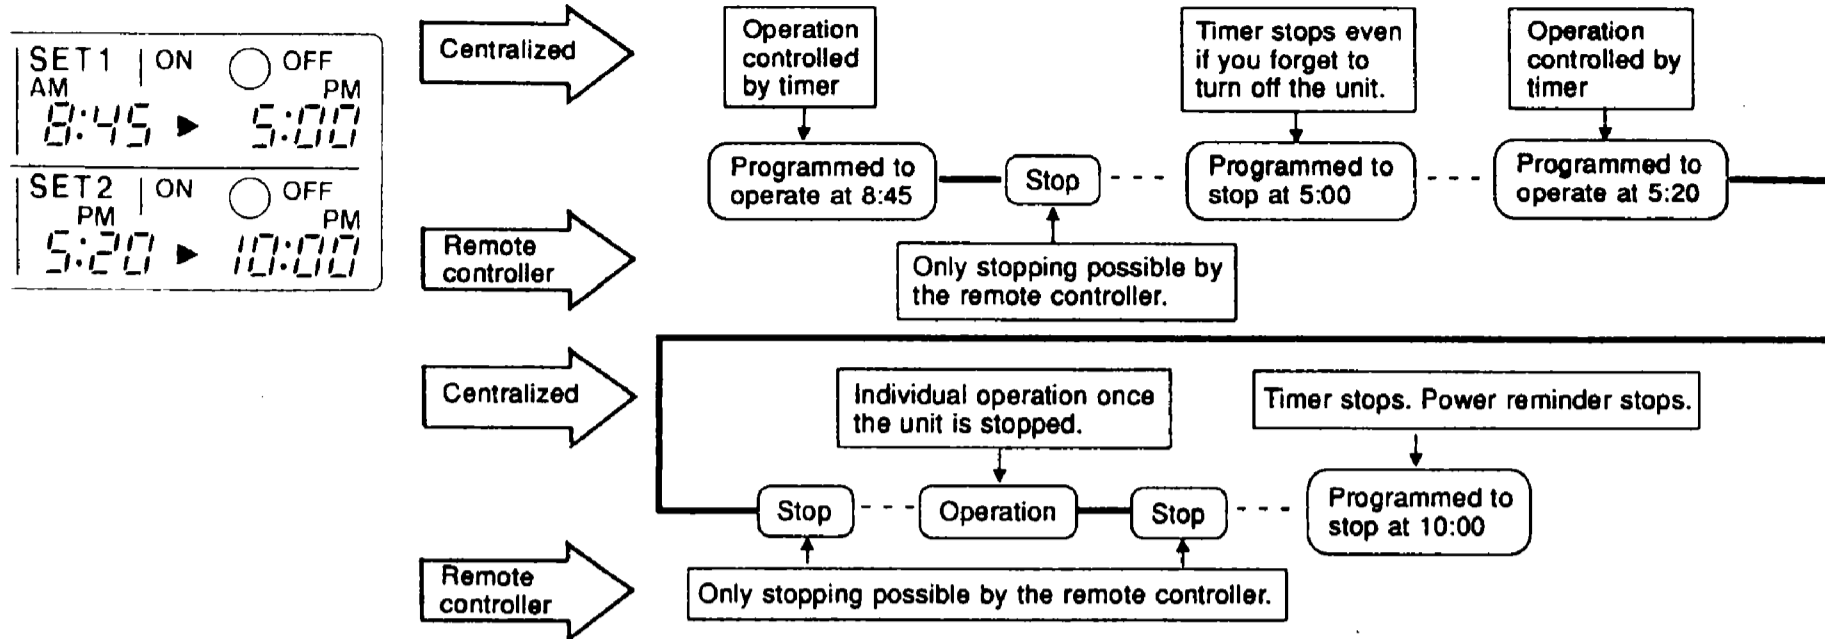 SET1 ON OFF
AM PM
8:45 ▶ 5:00
SET2 ON OFF
PM PM
5:20 ▶ 10:00
Centralized
Operation
controlled
by timer
Timer stops even
if you forget to
turn off the unit.
Operation
controlled by
timer
Programmed to
operate at 8:45
Stop
Programmed to
stop at 5:00
Programmed to
operate at 5:20
Remote
controller
Only stopping possible by
the remote controller.
Centralized
Individual operation once
the unit is stopped.
Timer stops. Power reminder stops.
Stop
Operation
Stop
Programmed to
stop at 10:00
Remote
controller
Only stopping possible by the remote controller.